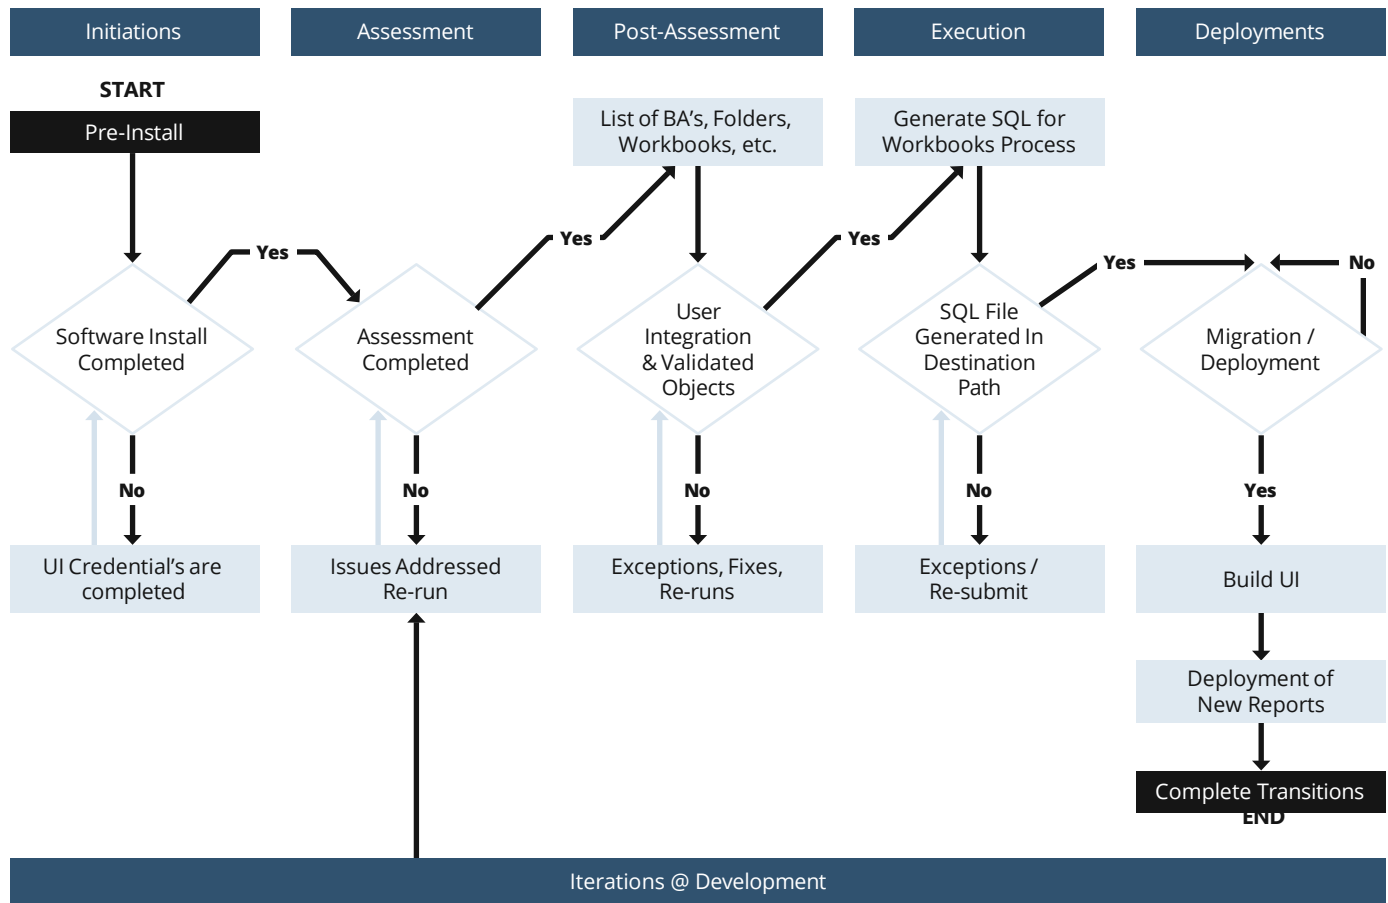 Initiations
Assessment
Post-Assessment
Execution
Deployments
START
Pre-Install
List of BA’s, Folders,
Workbooks, etc.
Generate SQL for
Workbooks Process
Yes
Yes
Yes
Yes
No
Software Install
Completed
Assessment
Completed
User
Integration
& Validated
Objects
SQL File
Generated In
Destination
Path
Migration /
Deployment
No
No
No
No
Yes
UI Credential’s are
completed
Issues Addressed
Re-run
Exceptions, Fixes,
Re-runs
Exceptions /
Re-submit
Build UI
Deployment of
New Reports
Complete Transitions
END
Iterations @ Development